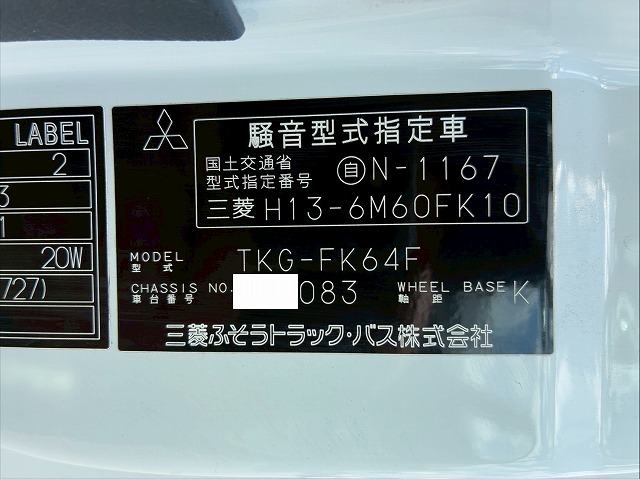 LABEL
2
3
1
20W
727)
騒音型式指定車
国土交通省
型式指定番号 自N-1167
三菱 H13-6M60FK10
MODEL
型式 TKG-FK64F
CHASSIS NO.
車台番号 083 WHEEL BASE
軸距 K
三菱ふそうトラック・バス株式会社